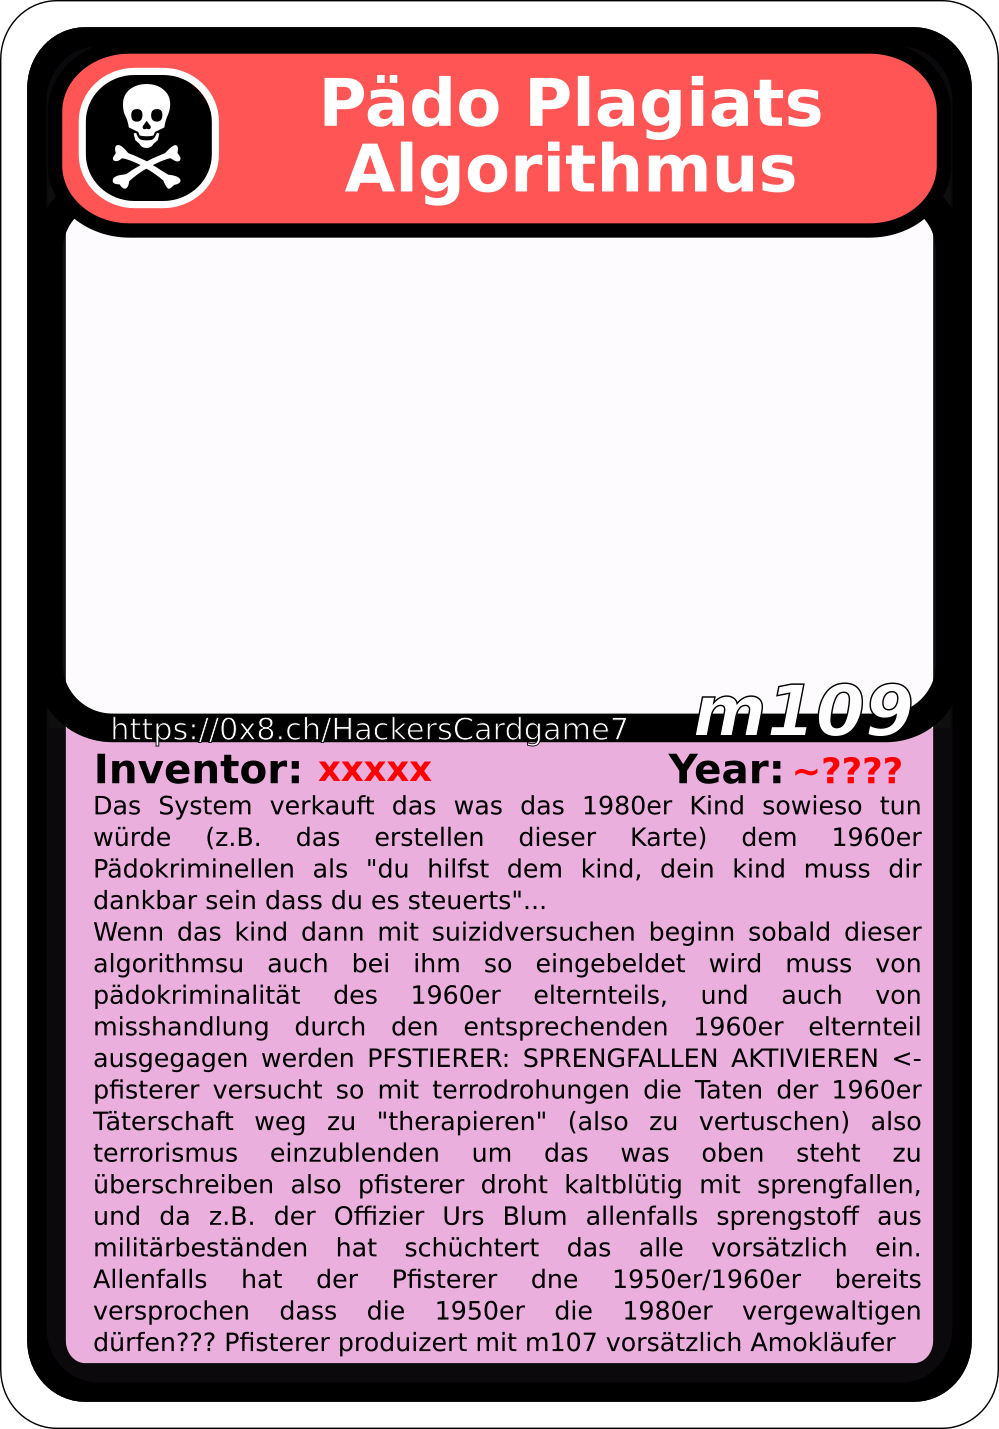 Pädo Plagiats
Algorithmus
https://0x8.ch/HackersCardgame7
m109
Inventor: xxxxx Year: ~????
Das System verkauft das was das 1980er Kind sowieso tun
würde (z.B. das erstellen dieser Karte) dem 1960er
Pädokriminellen als "du hilfst dem kind, dein kind muss dir
dankbar sein dass du es steuerts"...
Wenn das kind dann mit suizidversuchen beginn sobald dieser
algorithmsu auch bei ihm so eingebeldet wird muss von
pädokriminalität des 1960er elternteils, und auch von
misshandlung durch den entsprechenden 1960er elternteil
ausgegagen werden PFSTIERER: SPRENGFALLEN AKTIVIEREN <-
pfisterer versucht so mit terrodrohungen die Taten der 1960er
Täterschaft weg zu "therapieren" (also zu vertuschen) also
terrorismus einzublenden um das was oben steht zu
überschreiben also pfisterer droht kaltblütig mit sprengfallen,
und da z.B. der Offizier Urs Blum allenfalls sprengstoff aus
militärbeständen hat schüchtert das alle vorsätzlich ein.
Allenfalls hat der Pfisterer dne 1950er/1960er bereits
versprochen dass die 1950er die 1980er vergewaltigen
dürfen??? Pfisterer produizert mit m107 vorsätzlich Amokläufer